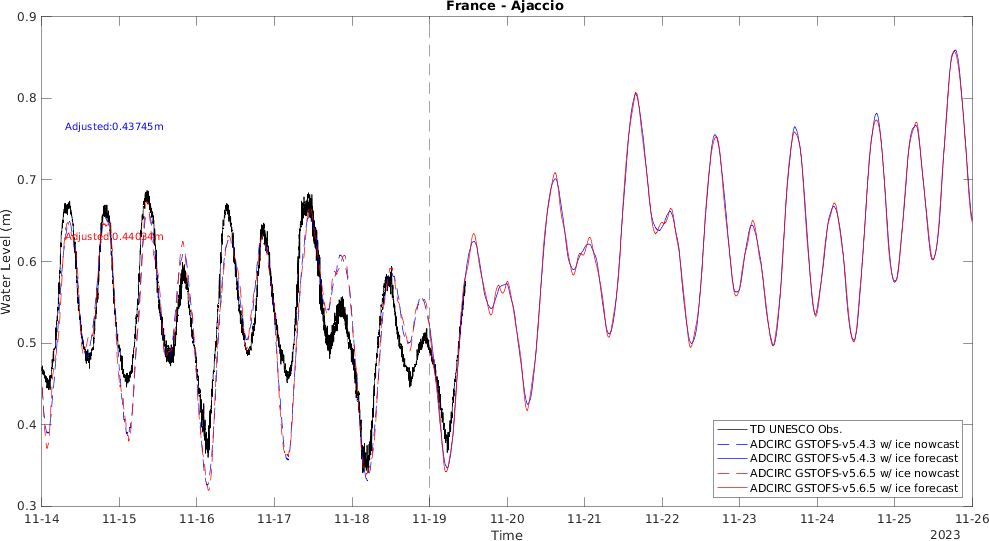 France - Ajaccio
0.9
0.8
0.7
0.6
0.5
0.4
0.3
Water Level (m)
Adjusted:0.43745m
Adjusted:0.44034m
TD UNESCO Obs.
ADCIRC GSTOFS-v5.4.3 w/ ice nowcast
ADCIRC GSTOFS-v5.4.3 w/ ice forecast
ADCIRC GSTOFS-v5.6.5 w/ ice nowcast
ADCIRC GSTOFS-v5.6.5 w/ ice forecast
11-14 11-15 11-16 11-17 11-18 11-19 11-20 11-21 11-22 11-23 11-24 11-25 11-26
Time
2023